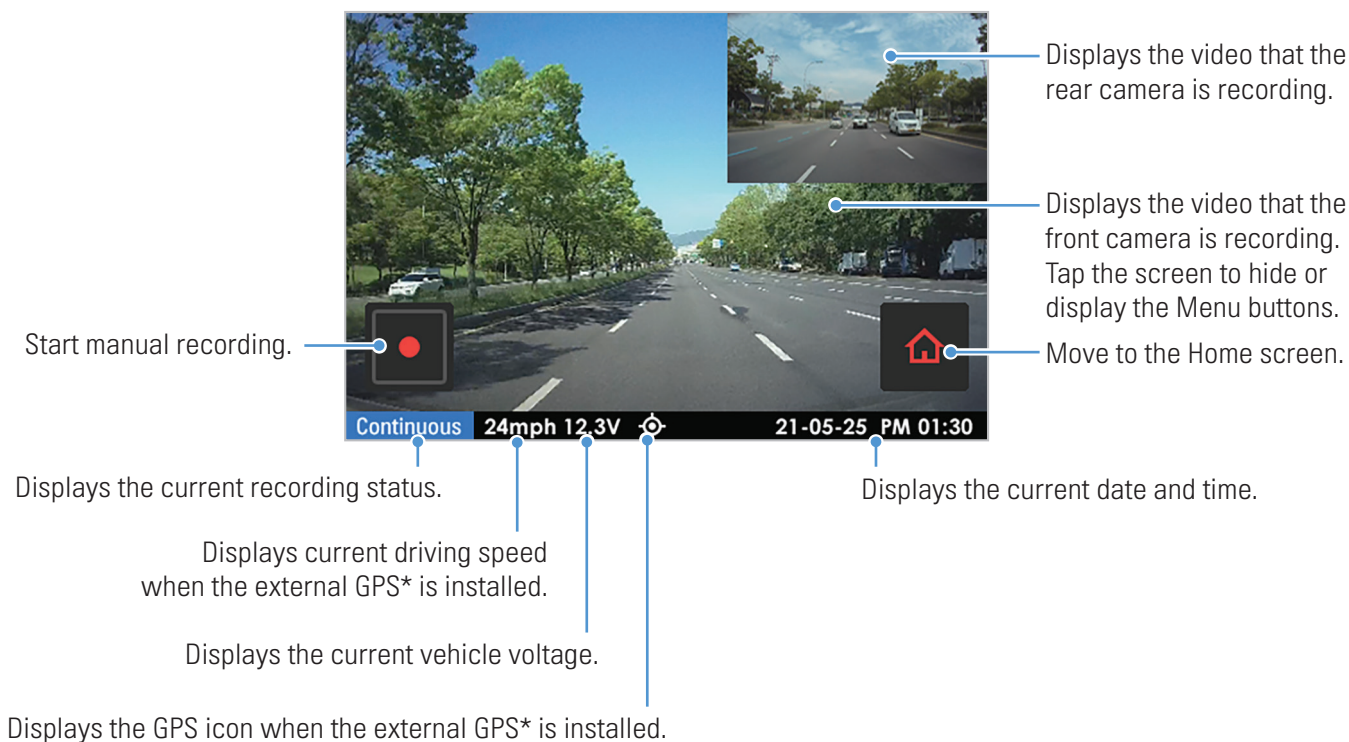 Displays the video that the
rear camera is recording.
Displays the video that the
front camera is recording.
Tap the screen to hide or
display the Menu buttons.
Start manual recording.
Move to the Home screen.
Continuous 24mph 12.3V 21-05-25 PM 01:30
Displays the current recording status.
Displays the current date and time.
Displays current driving speed
when the external GPS* is installed.
Displays the current vehicle voltage.
Displays the GPS icon when the external GPS* is installed.